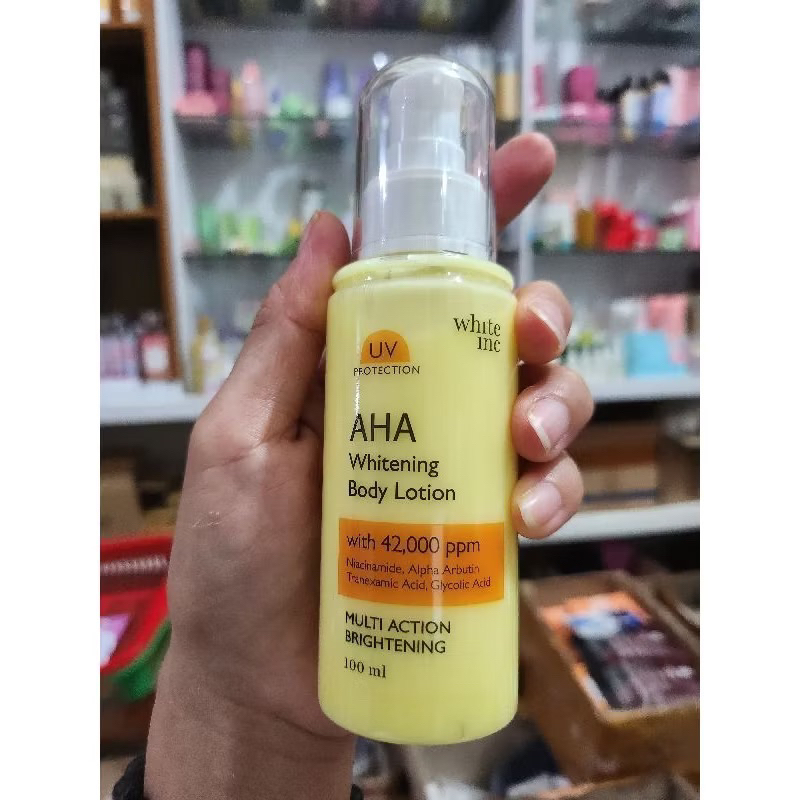 white
inc
UV
PROTECTION
AHA
Whitening
Body Lotion
with 42,000 ppm
Niacinamide, Alpha Arbutin
Tranexamic Acid, Glycolic Acid
MULTI ACTION
BRIGHTENING
100 ml